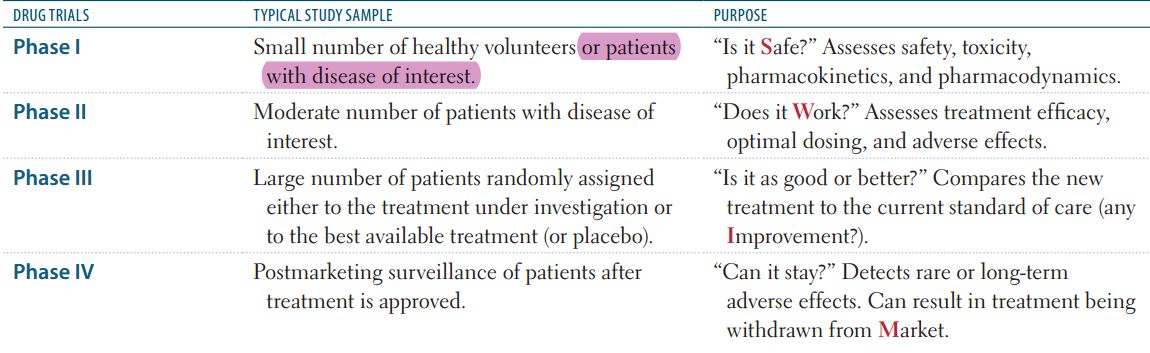 DRUG TRIALS TYPICAL STUDY SAMPLE PURPOSE
Phase I Small number of healthy volunteers or patients “Is it Safe?” Assesses safety, toxicity,
with disease of interest. pharmacokinetics, and pharmacodynamics.
Phase II Moderate number of patients with disease of “Does it Work?” Assesses treatment efficacy,
interest. optimal dosing, and adverse effects.
Phase III Large number of patients randomly assigned “Is it as good or better?” Compares the new
either to the treatment under investigation or treatment to the current standard of care (any
to the best available treatment (or placebo). Improvement?).
Phase IV Postmarketing surveillance of patients after “Can it stay?” Detects rare or long-term
treatment is approved. adverse effects. Can result in treatment being
withdrawn from Market.